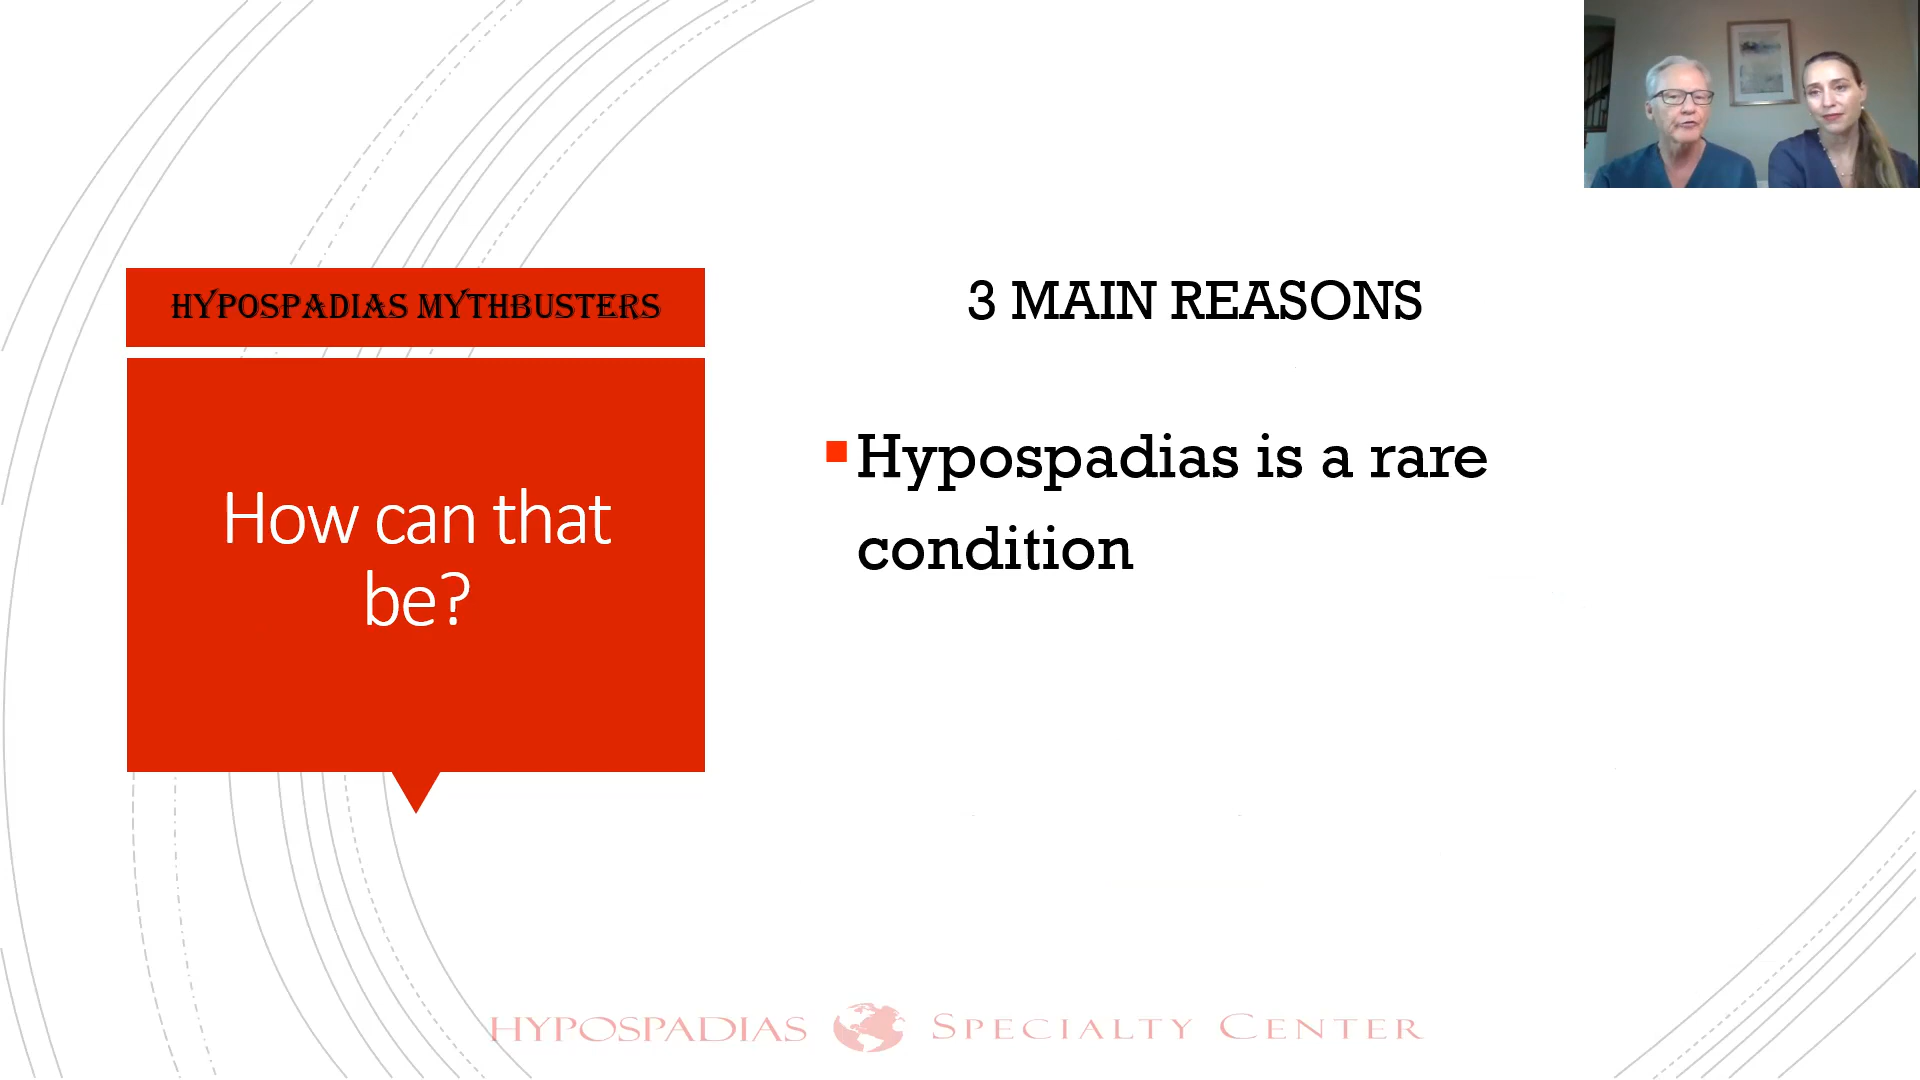 HYPOSPADIAS MYTHBUSTERS
How can that
be?
3 MAIN REASONS
Hypospadias is a rare
condition
HYPOSPADIAS SPECIALTY CENTER